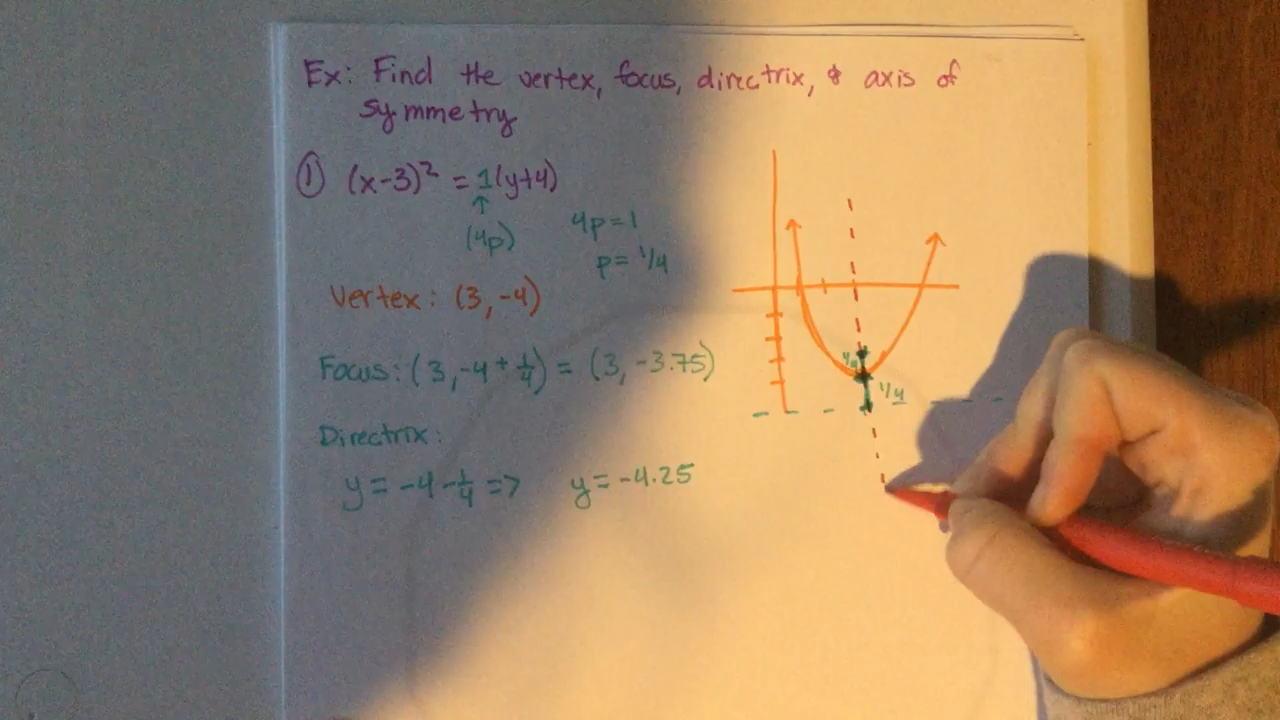 Ex: Find the vertex, focus, directrix, & axis of
symmetry
① (x-3)² = 1(y+4)
↑
(4p)
4p=1
p= 1/4
Vertex: (3, -4)
Focus: (3, -4 + 1/4) = (3, -3.75)
Directrix:
y = -4 - 1/4 => y = -4.25
1/4
1/4